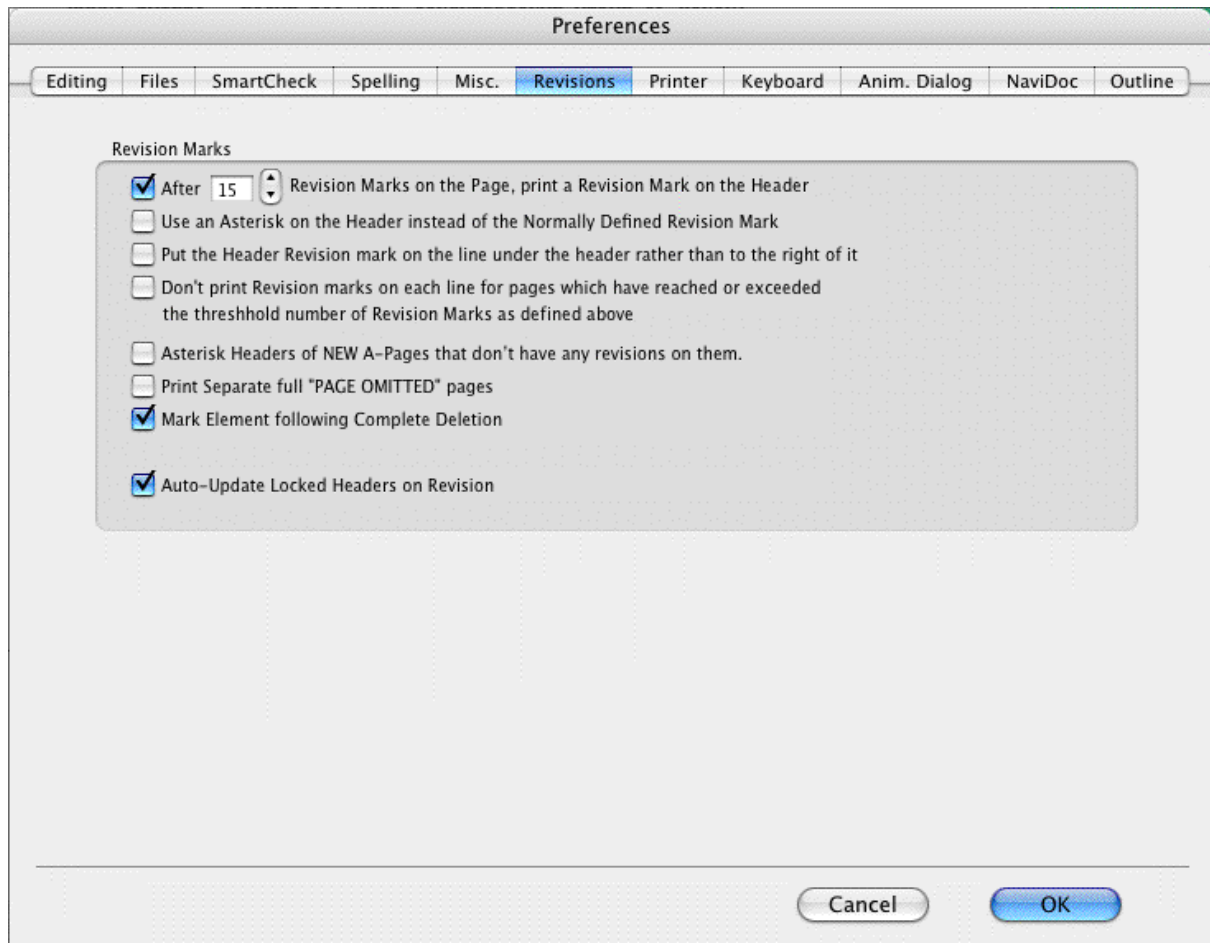 Preferences
Editing Files SmartCheck Spelling Misc. Revisions Printer Keyboard Anim. Dialog NaviDoc Outline
Revision Marks
After 15 Revision Marks on the Page, print a Revision Mark on the Header
Use an Asterisk on the Header instead of the Normally Defined Revision Mark
Put the Header Revision mark on the line under the header rather than to the right of it
Don't print Revision marks on each line for pages which have reached or exceeded
the threshhold number of Revision Marks as defined above
Asterisk Headers of NEW A-Pages that don't have any revisions on them.
Print Separate full "PAGE OMITTED" pages
Mark Element following Complete Deletion
Auto-Update Locked Headers on Revision
Cancel OK